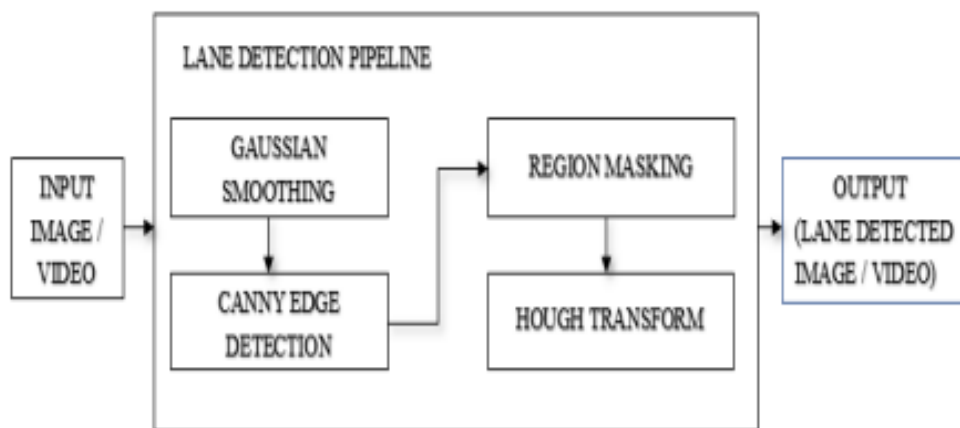 LANE DETECTION PIPELINE
INPUT
IMAGE /
VIDEO
GAUSSIAN
SMOOTHING
CANNY EDGE
DETECTION
REGION MASKING
HOUGH TRANSFORM
OUTPUT
(LANE DETECTED
IMAGE / VIDEO)